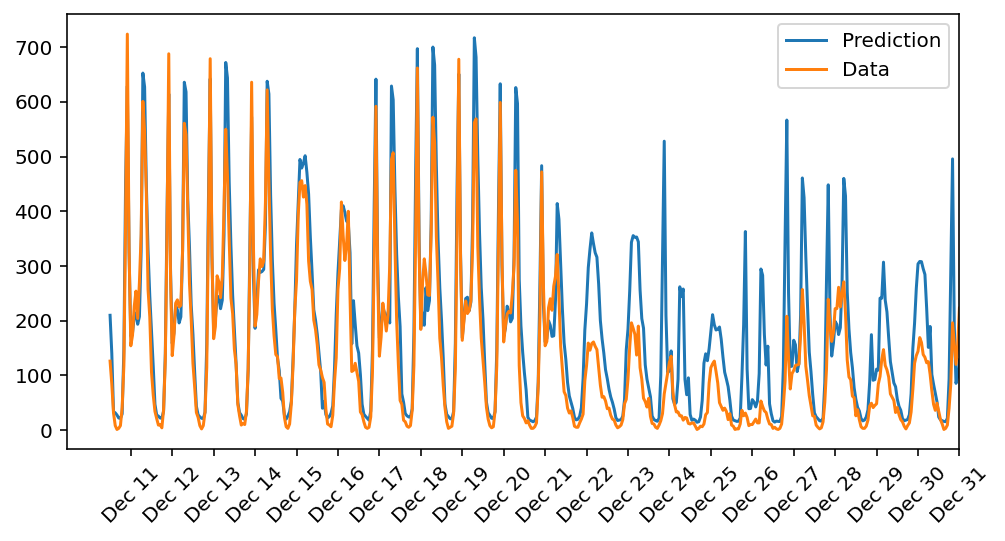 Prediction
Data
700
600
500
400
300
200
100
0
Dec 11
Dec 12
Dec 13
Dec 14
Dec 15
Dec 16
Dec 17
Dec 18
Dec 19
Dec 20
Dec 21
Dec 22
Dec 23
Dec 24
Dec 25
Dec 26
Dec 27
Dec 28
Dec 29
Dec 30
Dec 31